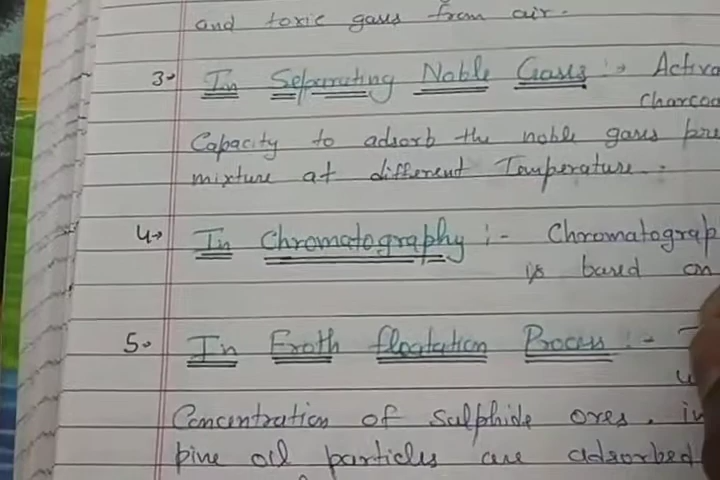 and toxic gases from air.
3→ In Separating Noble Gases :→ Activa
Charcoa
Capacity to adsorb the noble gases pre
mixture at different Temperature.
4→ In Chromatography :- Chromatograp
is based on
5. In Froth floatation Process :-
Concentration of sulphide ores. in
pine oil particles are adsorbed